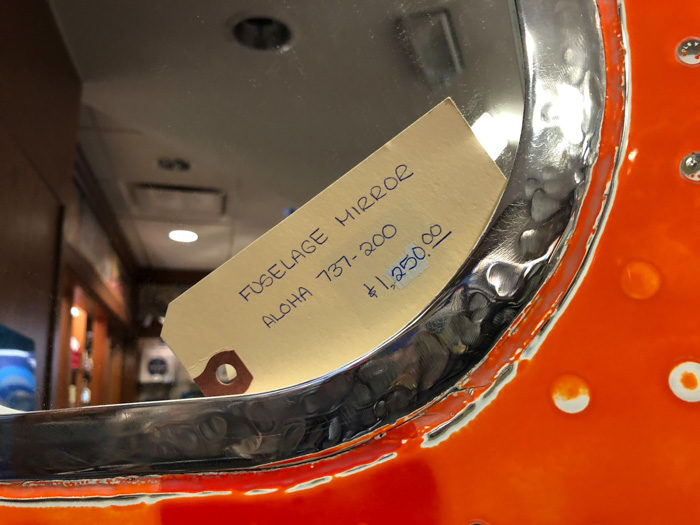 FUSELAGE MIRROR
ALOHA 737-200
$1,250.00